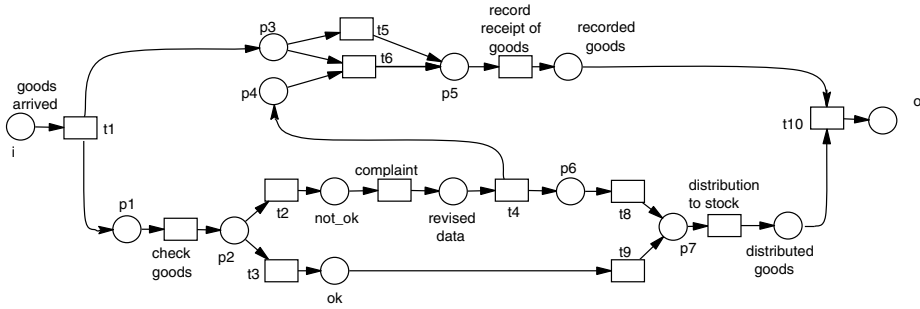 record
receipt of
goods
recorded
goods
p3
t5
t6
p4
p5
goods
arrived
i
t1
t10
o
p1
check
goods
p2
t2
t3
not_ok
ok
complaint
revised
data
t4
p6
t8
t9
p7
distribution
to stock
distributed
goods